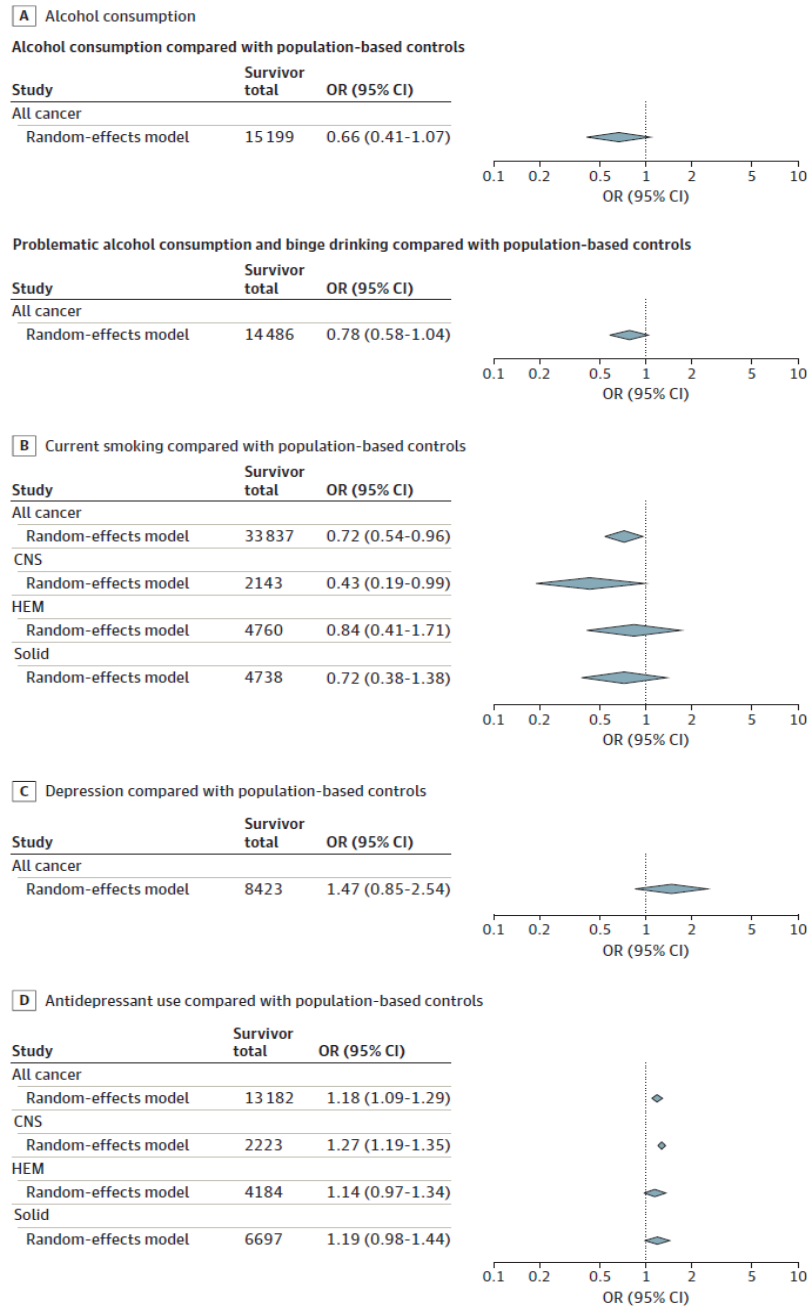 A Alcohol consumption
Alcohol consumption compared with population-based controls
Survivor
Study total OR (95% CI)
All cancer
Random-effects model 15 199 0.66 (0.41-1.07)
0.1 0.2 0.5 1 2 5 10
OR (95% CI)
Problematic alcohol consumption and binge drinking compared with population-based controls
Survivor
Study total OR (95% CI)
All cancer
Random-effects model 14 486 0.78 (0.58-1.04)
0.1 0.2 0.5 1 2 5 10
OR (95% CI)
B Current smoking compared with population-based controls
Survivor
Study total OR (95% CI)
All cancer
Random-effects model 33 837 0.72 (0.54-0.96)
CNS
Random-effects model 2143 0.43 (0.19-0.99)
HEM
Random-effects model 4760 0.84 (0.41-1.71)
Solid
Random-effects model 4738 0.72 (0.38-1.38)
0.1 0.2 0.5 1 2 5 10
OR (95% CI)
C Depression compared with population-based controls
Survivor
Study total OR (95% CI)
All cancer
Random-effects model 8423 1.47 (0.85-2.54)
0.1 0.2 0.5 1 2 5 10
OR (95% CI)
D Antidepressant use compared with population-based controls
Survivor
Study total OR (95% CI)
All cancer
Random-effects model 13 182 1.18 (1.09-1.29)
CNS
Random-effects model 2223 1.27 (1.19-1.35)
HEM
Random-effects model 4184 1.14 (0.97-1.34)
Solid
Random-effects model 6697 1.19 (0.98-1.44)
0.1 0.2 0.5 1 2 5 10
OR (95% CI)